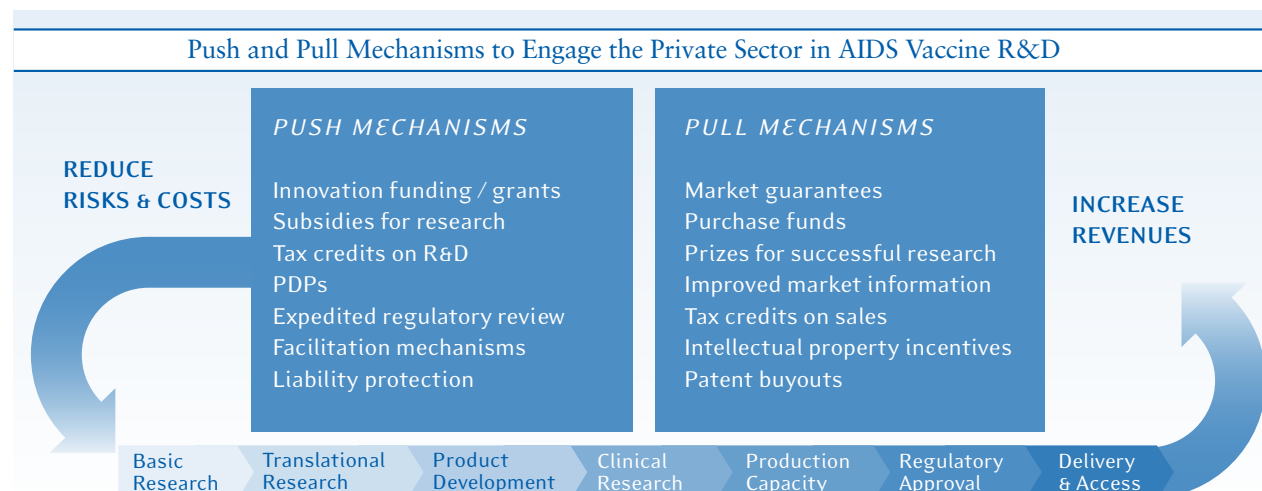 Push and Pull Mechanisms to Engage the Private Sector in AIDS Vaccine R&D
REDUCE
RISKS & COSTS
PUSH MECHANISMS
Innovation funding / grants
Subsidies for research
Tax credits on R&D
PDPs
Expedited regulatory review
Facilitation mechanisms
Liability protection
PULL MECHANISMS
Market guarantees
Purchase funds
Prizes for successful research
Improved market information
Tax credits on sales
Intellectual property incentives
Patent buyouts
INCREASE
REVENUES
Basic
Research
Translational
Research
Product
Development
Clinical
Research
Production
Capacity
Regulatory
Approval
Delivery
& Access